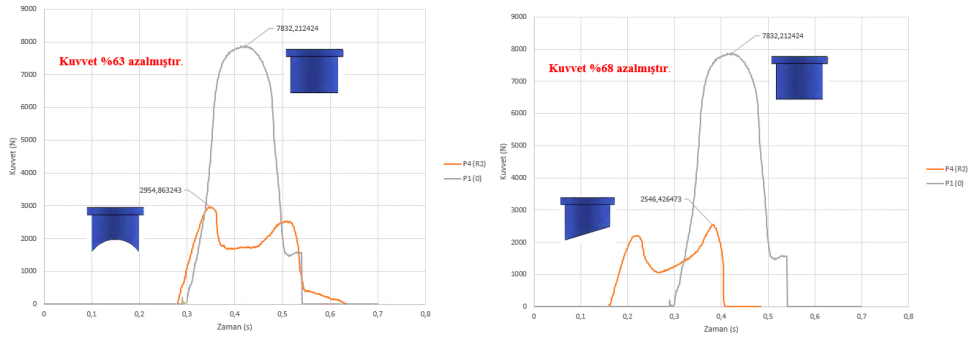 9000
8000
7000
6000
5000
4000
3000
2000
1000
0
Kuvvet (N)
7832,212424
Kuvvet %63 azalmıştır.
2954,863243
P4 (R2)
P1 (0)
0 0,1 0,2 0,3 0,4 0,5 0,6 0,7 0,8
Zaman (s)
9000
8000
7000
6000
5000
4000
3000
2000
1000
0
Kuvvet (N)
7832,212424
Kuvvet %68 azalmıştır.
2546,426473
P4 (R2)
P1 (0)
0 0,1 0,2 0,3 0,4 0,5 0,6 0,7 0,8
Zaman (s)